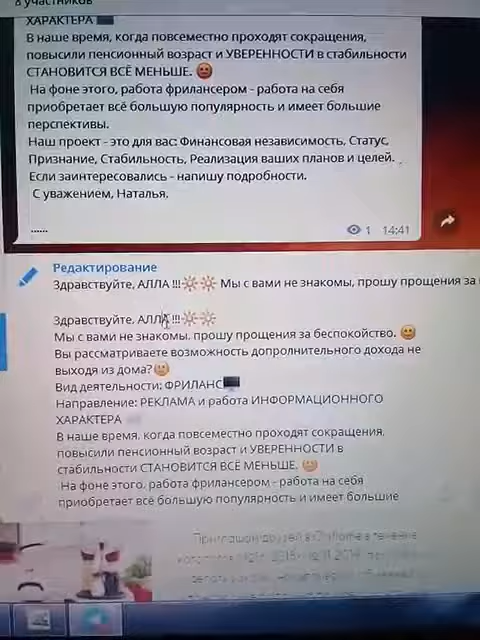 8 участников
ХАРАКТЕРА
В наше время, когда повсеместно проходят сокращения,
повысили пенсионный возраст и УВЕРЕННОСТИ в стабильности
СТАНОВИТСЯ ВСЁ МЕНЬШЕ.
На фоне этого, работа фрилансером - работа на себя
приобретает всё большую популярность и имеет большие
перспективы.
Наш проект - это для вас: Финансовая независимость, Статус,
Признание, Стабильность, Реализация ваших планов и целей.
Если заинтересовались - напишу подробности.
С уважением, Наталья,
......
1 14:41
Редактирование
Здравствуйте, АЛЛА !!! Мы с вами не знакомы, прошу прощения за
Здравствуйте, АЛЛА !!!
Мы с вами не знакомы, прошу прощения за беспокойство.
Вы рассматриваете возможность допролнительного дохода не
выходя из дома?
Вид деятельности: ФРИЛАНС
Направление: РЕКЛАМА и работа ИНФОРМАЦИОННОГО
ХАРАКТЕРА
В наше время, когда повсеместно проходят сокращения,
повысили пенсионный возраст и УВЕРЕННОСТИ в
стабильности СТАНОВИТСЯ ВСЁ МЕНЬШЕ.
На фоне этого, работа фрилансером - работа на себя
приобретает всё большую популярность и имеет большие